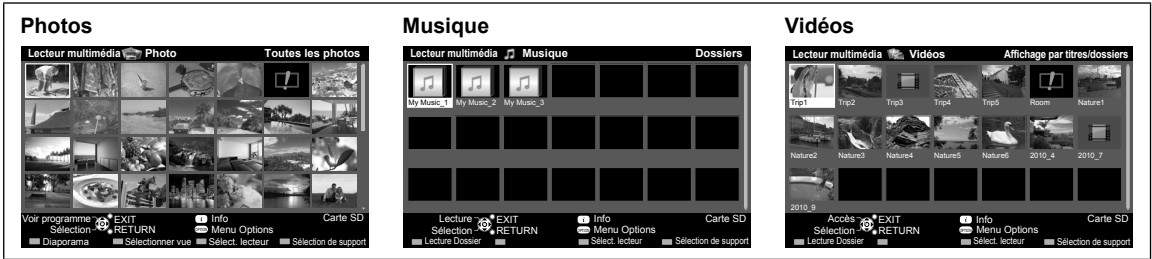 Photos
Lecteur multimédia Photo Toutes les photos
Voir programme EXIT Info Carte SD
Sélection RETURN Menu Options
Diaporama Sélectionner vue Sélect. lecteur Sélection de support
Musique
Lecteur multimédia Musique Dossiers
My Music_1 My Music_2 My Music_3
Lecture EXIT Info Carte SD
Sélection RETURN Menu Options
Lecture Dossier Sélect. lecteur Sélection de support
Vidéos
Lecteur multimédia Vidéos Affichage par titres/dossiers
Trip1 Trip2 Trip3 Trip4 Trip5 Room Nature1
Nature2 Nature3 Nature4 Nature5 Nature6 2010_4 2010_7
2010_9
Accès EXIT Info Carte SD
Sélection RETURN Menu Options
Lecture Dossier Sélect. lecteur Sélection de support